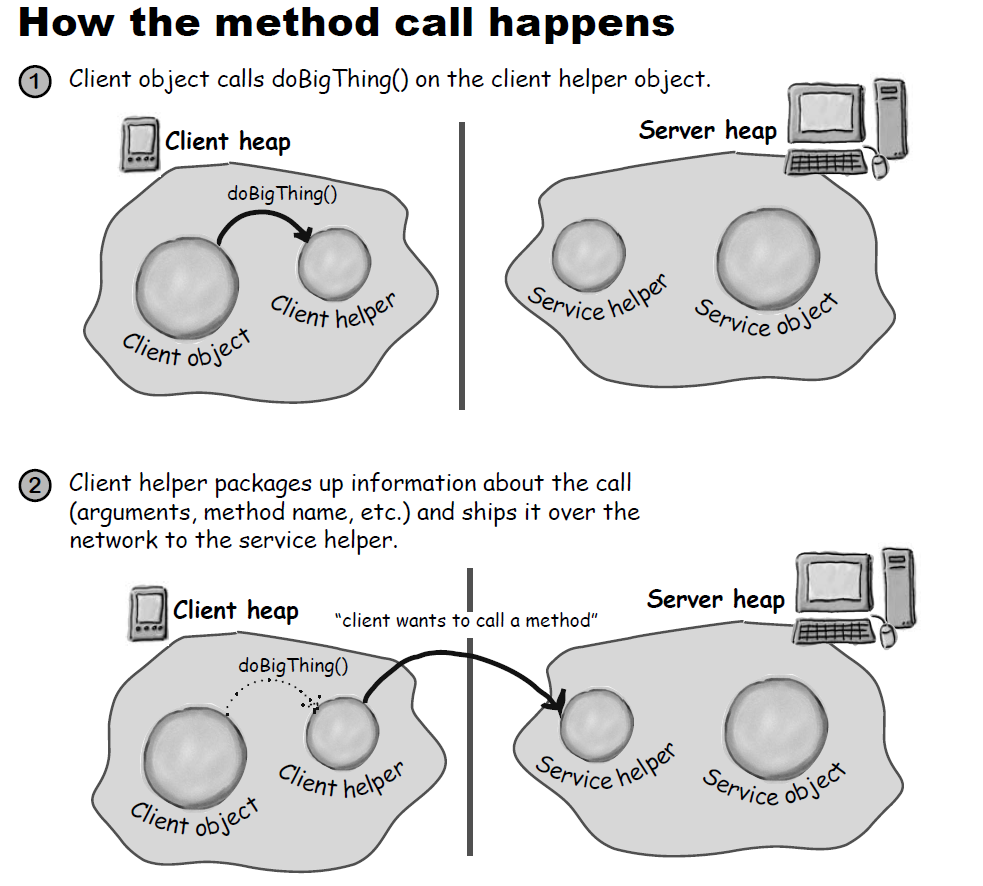 How the method call happens
1 Client object calls doBigThing() on the client helper object.
Client heap
Server heap
doBigThing()
Client object
Client helper
Service helper
Service object
2 Client helper packages up information about the call
(arguments, method name, etc.) and ships it over the
network to the service helper.
Client heap
Server heap
“client wants to call a method”
doBigThing()
Client object
Client helper
Service helper
Service object